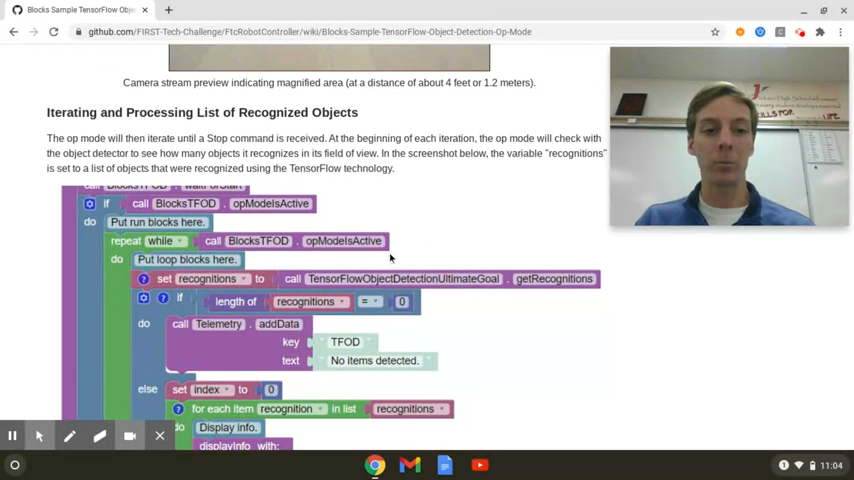 Blocks Sample TensorFlow Obje
github.com/FIRST-Tech-Challenge/FtcRobotController/wiki/Blocks-Sample-TensorFlow-Object-Detection-Op-Mode
Camera stream preview indicating magnified area (at a distance of about 4 feet or 1.2 meters).
Iterating and Processing List of Recognized Objects
The op mode will then iterate until a Stop command is received. At the beginning of each iteration, the op mode will check with
the object detector to see how many objects it recognizes in its field of view. In the screenshot below, the variable "recognitions"
is set to a list of objects that were recognized using the TensorFlow technology.
call BlocksTFOD . waitForStart
if call BlocksTFOD . opModeIsActive
do Put run blocks here.
repeat while call BlocksTFOD . opModeIsActive
do Put loop blocks here.
? set recognitions to call TensorFlowObjectDetectionUltimateGoal . getRecognitions
? if length of recognitions = 0
do call Telemetry . addData
key " TFOD "
text " No items detected. "
else set index to 0
? for each item recognition in list recognitions
do Display info.
displayInfo with:
1 11:04